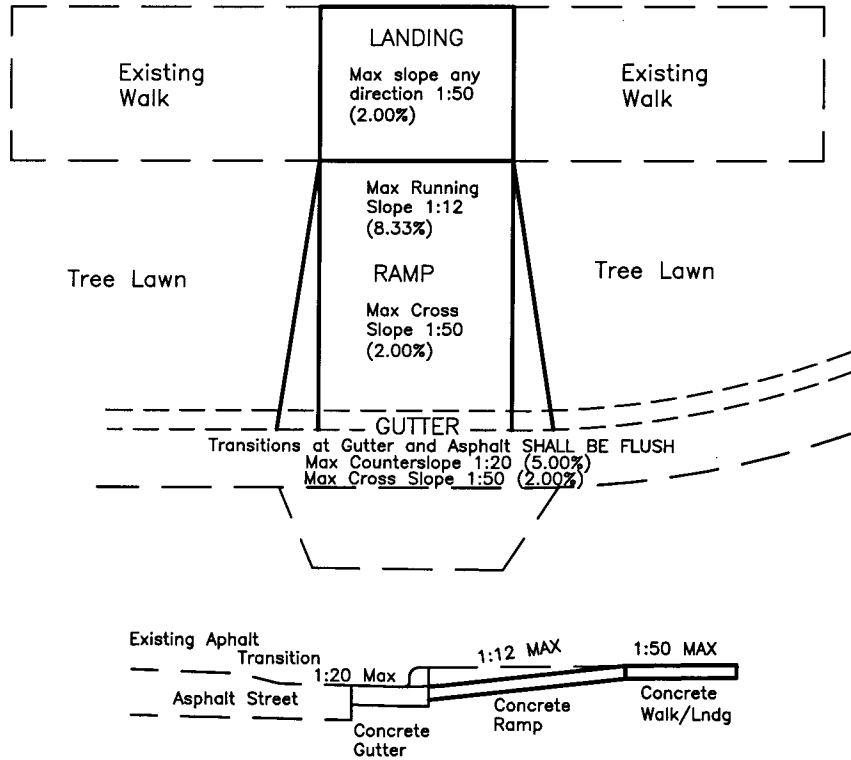 LANDING
Max slope any
direction 1:50
(2.00%)
Existing
Walk
Existing
Walk
Max Running
Slope 1:12
(8.33%)
RAMP
Max Cross
Slope 1:50
(2.00%)
Tree Lawn
Tree Lawn
GUTTER
Transitions at Gutter and Asphalt SHALL BE FLUSH
Max Counterslope 1:20 (5.00%)
Max Cross Slope 1:50 (2.00%)
Existing Aphalt
Transition
1:20 Max
1:12 MAX
1:50 MAX
Asphalt Street
Concrete
Gutter
Concrete
Ramp
Concrete
Walk/Lndg